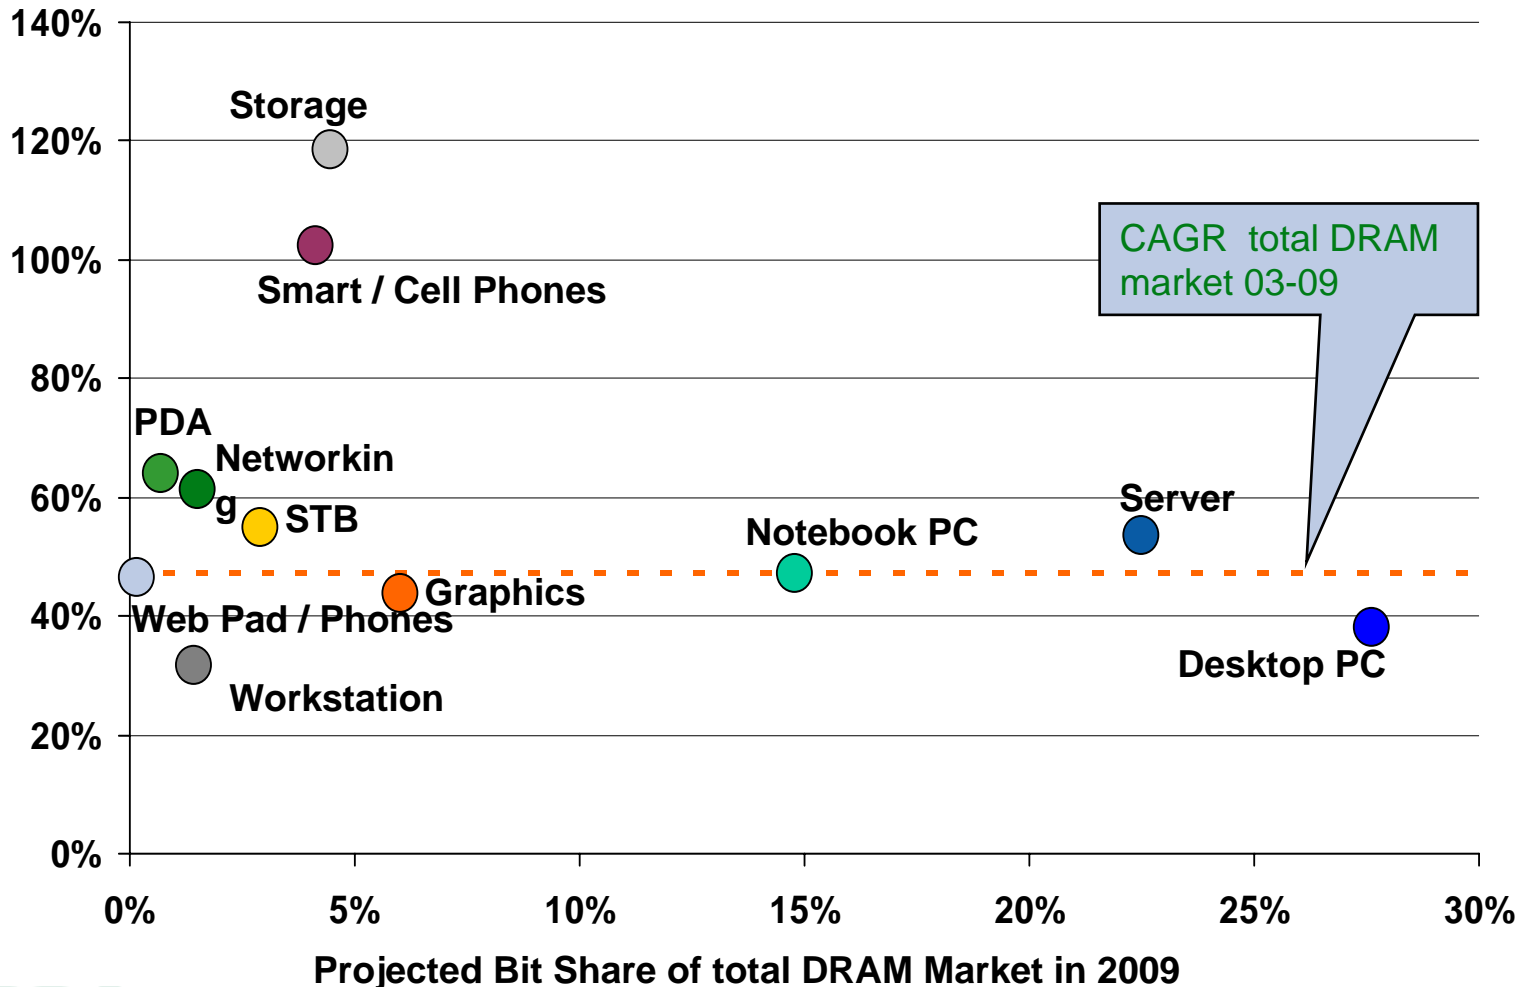 140%
Storage
120%
100%
CAGR total DRAM
market 03-09
Smart / Cell Phones
80%
PDA
Networkin
g
60%
STB
Server
Notebook PC
Graphics
40%
Web Pad / Phones
Desktop PC
Workstation
20%
0%
0% 5% 10% 15% 20% 25% 30%
Projected Bit Share of total DRAM Market in 2009